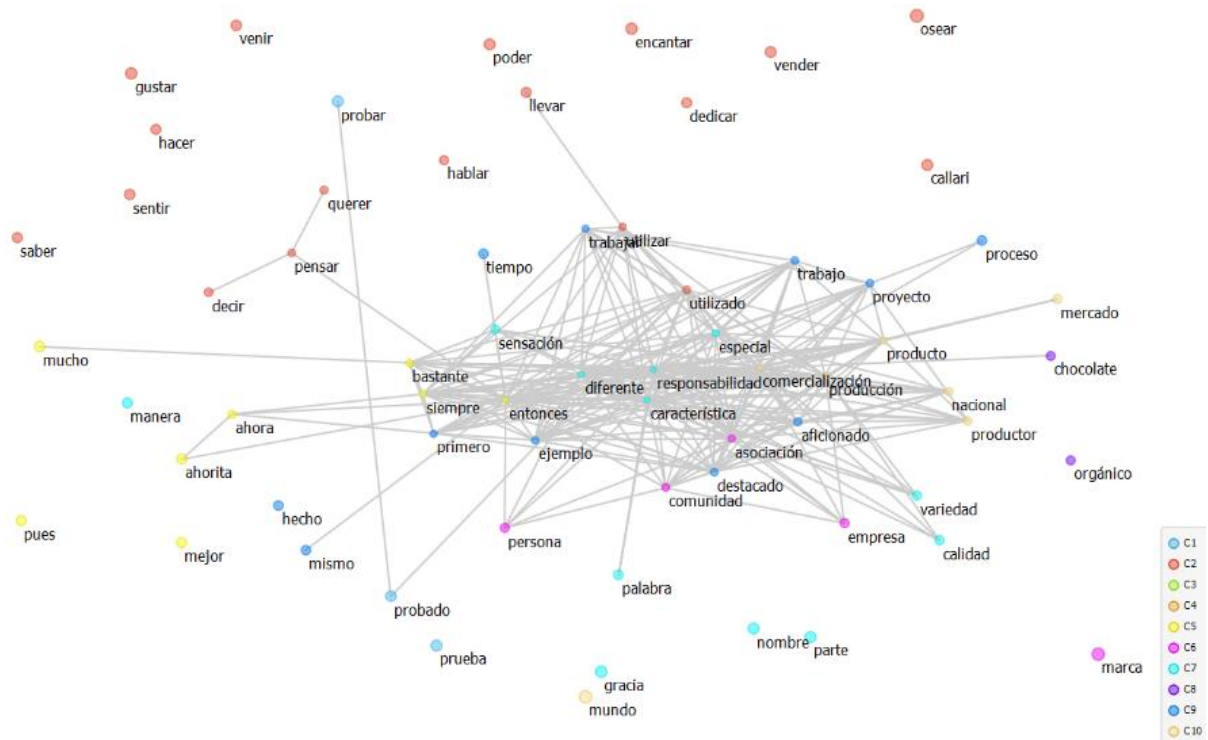 osear
venir
encantar
poder
vender
gustar
llevar
probar
dedicar
hacer
hablar
callari
querer
sentir
saber
trabajar
utilizar
proceso
tiempo
trabajo
pensar
decir
utilizado
proyecto
mercado
sensación
especial
producto
mucho
chocolate
bastante
diferente
responsabilidad
comercialización
producción
manera
siempre
entonces
característica
nacional
ahora
primero
ejemplo
asociación
aficionado
productor
ahorita
destacado
orgánico
comunidad
variedad
hecho
pues
persona
empresa
mejor
mismo
calidad
palabra
probado
nombre
parte
prueba
marca
gracia
mundo
C1
C2
C3
C4
C5
C6
C7
C8
C9
C10